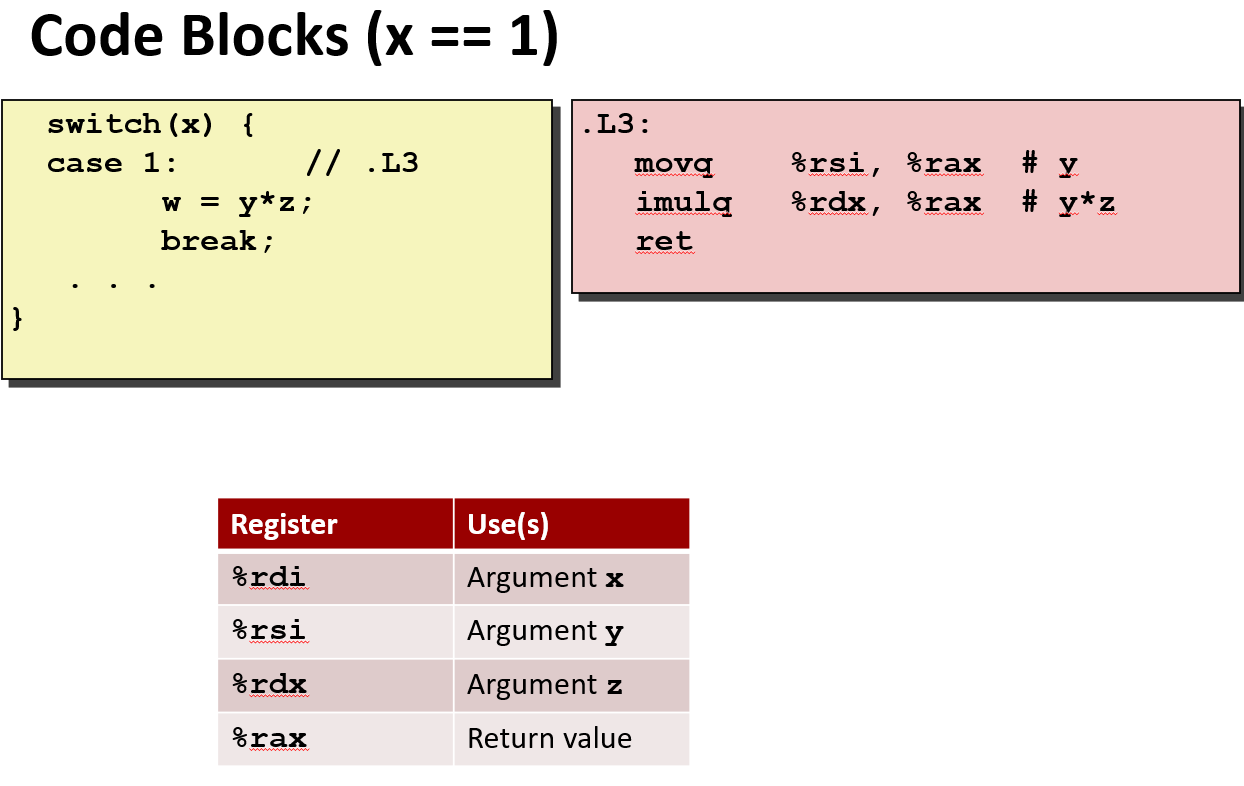 Code Blocks (x == 1)
switch(x) {
case 1:      // .L3
w = y*z;
break;
. . .
}
.L3:
movq    %rsi, %rax  # y
imulq   %rdx, %rax  # y*z
ret
Register Use(s)
%rdi Argument x
%rsi Argument y
%rdx Argument z
%rax Return value